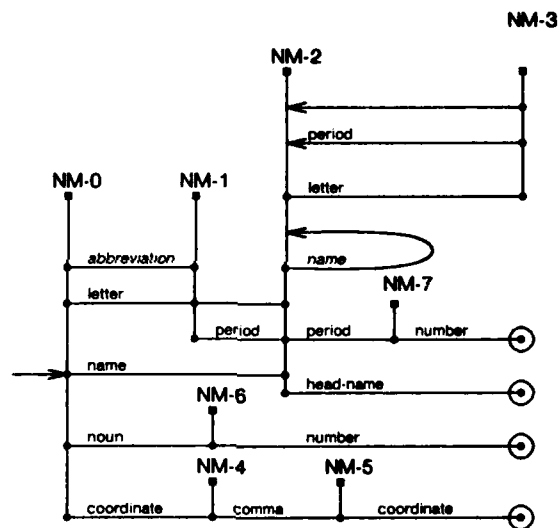 NM-3
NM-2
period
NM-0 NM-1
letter
abbreviation
name
letter
NM-7
period period number
name
head-name
NM-6
noun number
NM-4 NM-5
coordinate comma coordinate